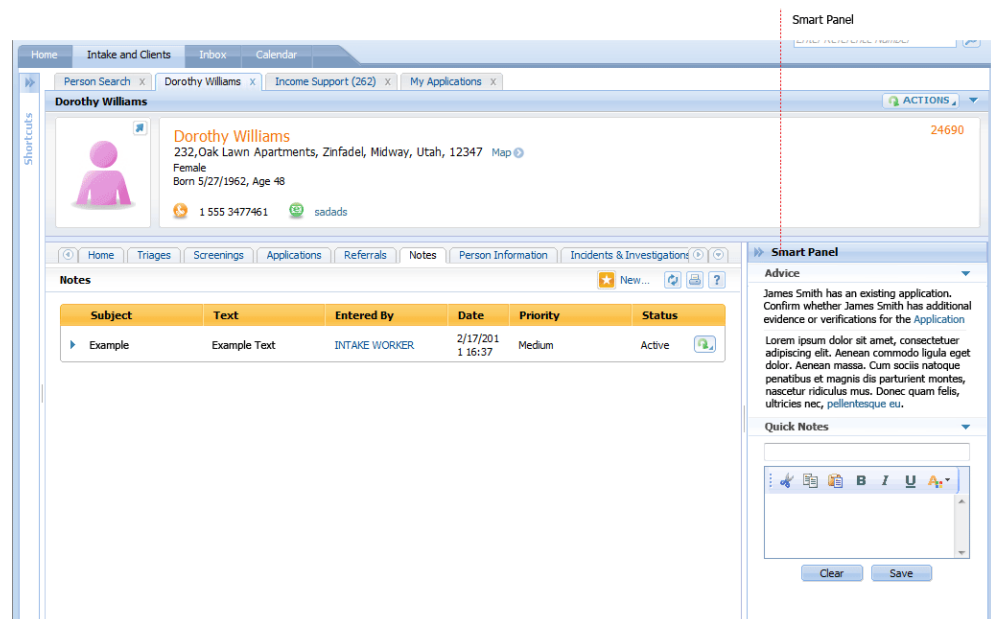 Smart Panel
Enter Reference Number
Home Intake and Clients Inbox Calendar
Person Search X Dorothy Williams X Income Support (262) X My Applications X
Dorothy Williams
ACTIONS
Shortcuts
Dorothy Williams
24690
232,Oak Lawn Apartments, Zinfadel, Midway, Utah, 12347 Map
Female
Born 5/27/1962, Age 48
1 555 3477461 sadads
Home Triages Screenings Applications Referrals Notes Person Information Incidents & Investigations
Notes
New... ?
Subject Text Entered By Date Priority Status
Example Example Text INTAKE WORKER 2/17/201 Medium Active
1 16:37
Smart Panel
Advice
James Smith has an existing application.
Confirm whether James Smith has additional
evidence or verifications for the Application
Lorem ipsum dolor sit amet, consectetuer
adipiscing elit. Aenean commodo ligula eget
dolor. Aenean massa. Cum sociis natoque
penatibus et magnis dis parturient montes,
nascetur ridiculus mus. Donec quam felis,
ultricies nec, pellentesque eu.
Quick Notes
B I U A
Clear Save